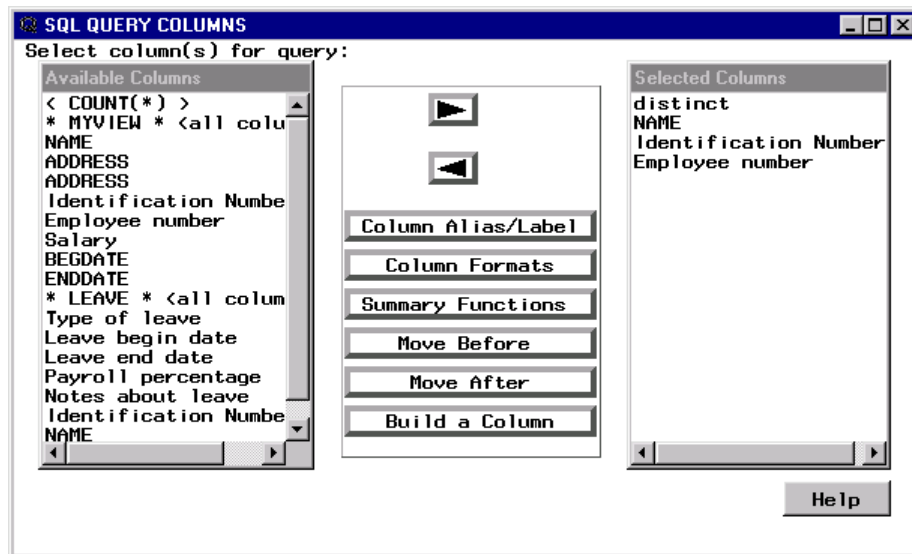 SQL QUERY COLUMNS
Select column(s) for query:
Available Columns
< COUNT(*) >
* MYVIEW * <all colu
NAME
ADDRESS
ADDRESS
Identification Numbe
Employee number
Salary
BEGDATE
ENDDATE
* LEAVE * <all colum
Type of leave
Leave begin date
Leave end date
Payroll percentage
Notes about leave
Identification Numbe
NAME
Column Alias/Label
Column Formats
Summary Functions
Move Before
Move After
Build a Column
Selected Columns
distinct
NAME
Identification Number
Employee number
Help